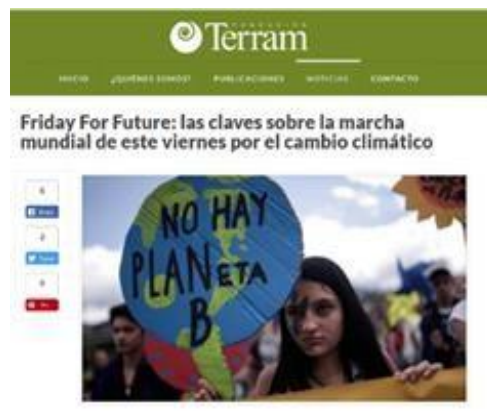 FUNDACIÓN
Terram
INICIO ¿QUIÉNES SOMOS? PUBLICACIONES NOTICIAS CONTACTO
Friday For Future: las claves sobre la marcha
mundial de este viernes por el cambio climático
NO HAY
PLANETA
B